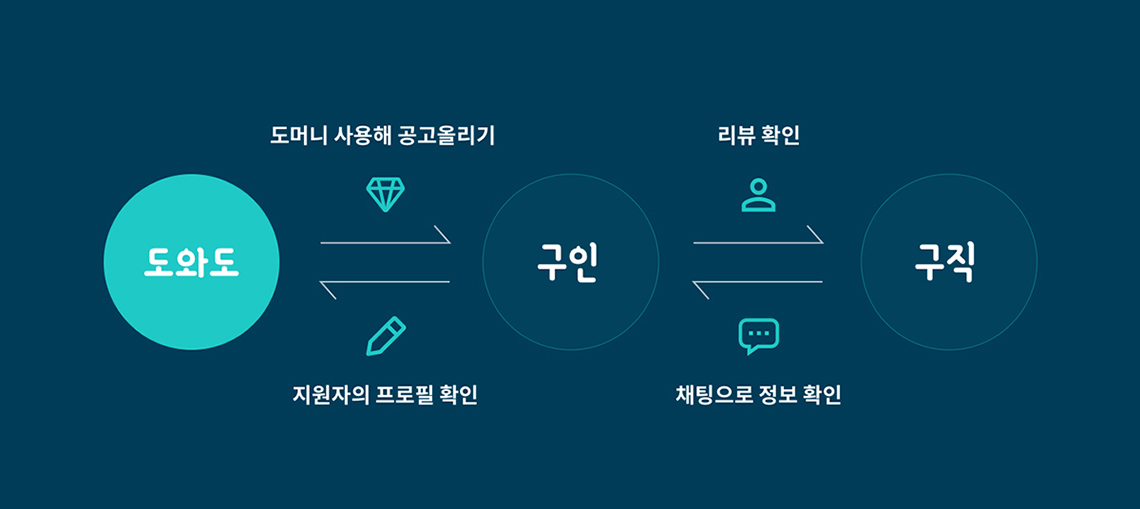 도머니 사용해 공고올리기
리뷰 확인
도와도
구인
구직
지원자의 프로필 확인
채팅으로 정보 확인